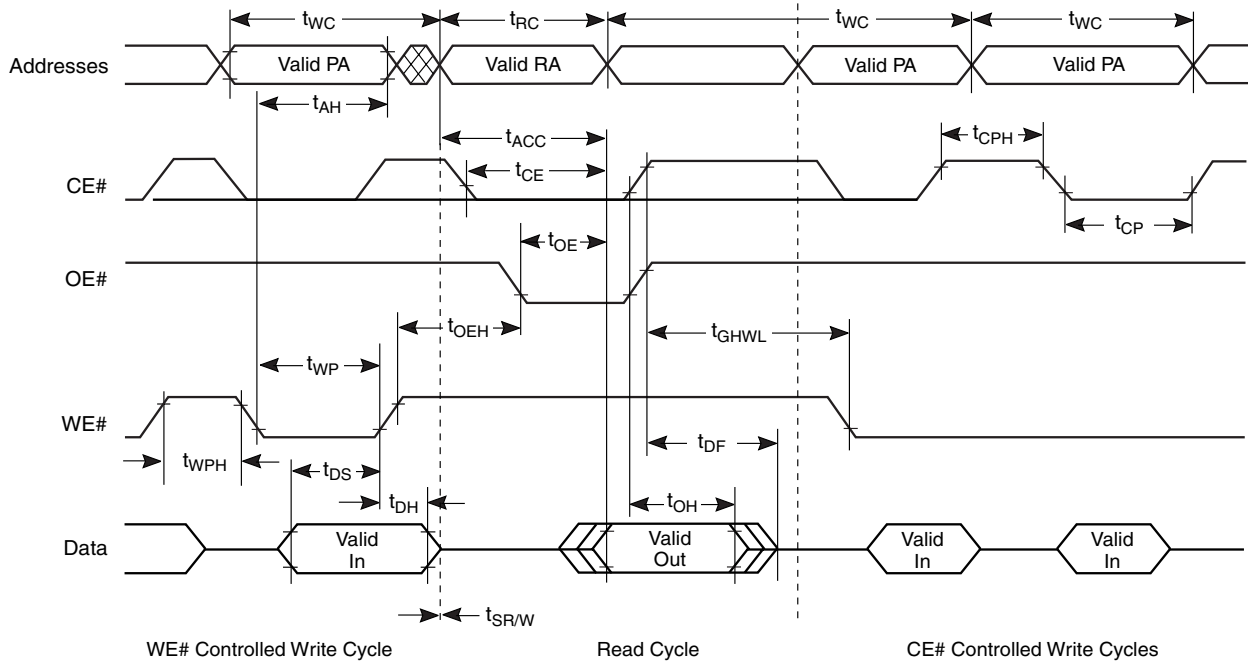 tWC tRC tWC tWC
Addresses Valid PA Valid RA Valid PA Valid PA
tAH
tACC tCPH
CE# tCE
tOE tCP
OE#
tOEH tGHWL
tWP
WE#
tWPH tDS tDF
tDH tOH
Data Valid In Valid Out Valid In Valid In
tSR/W
WE# Controlled Write Cycle Read Cycle CE# Controlled Write Cycles